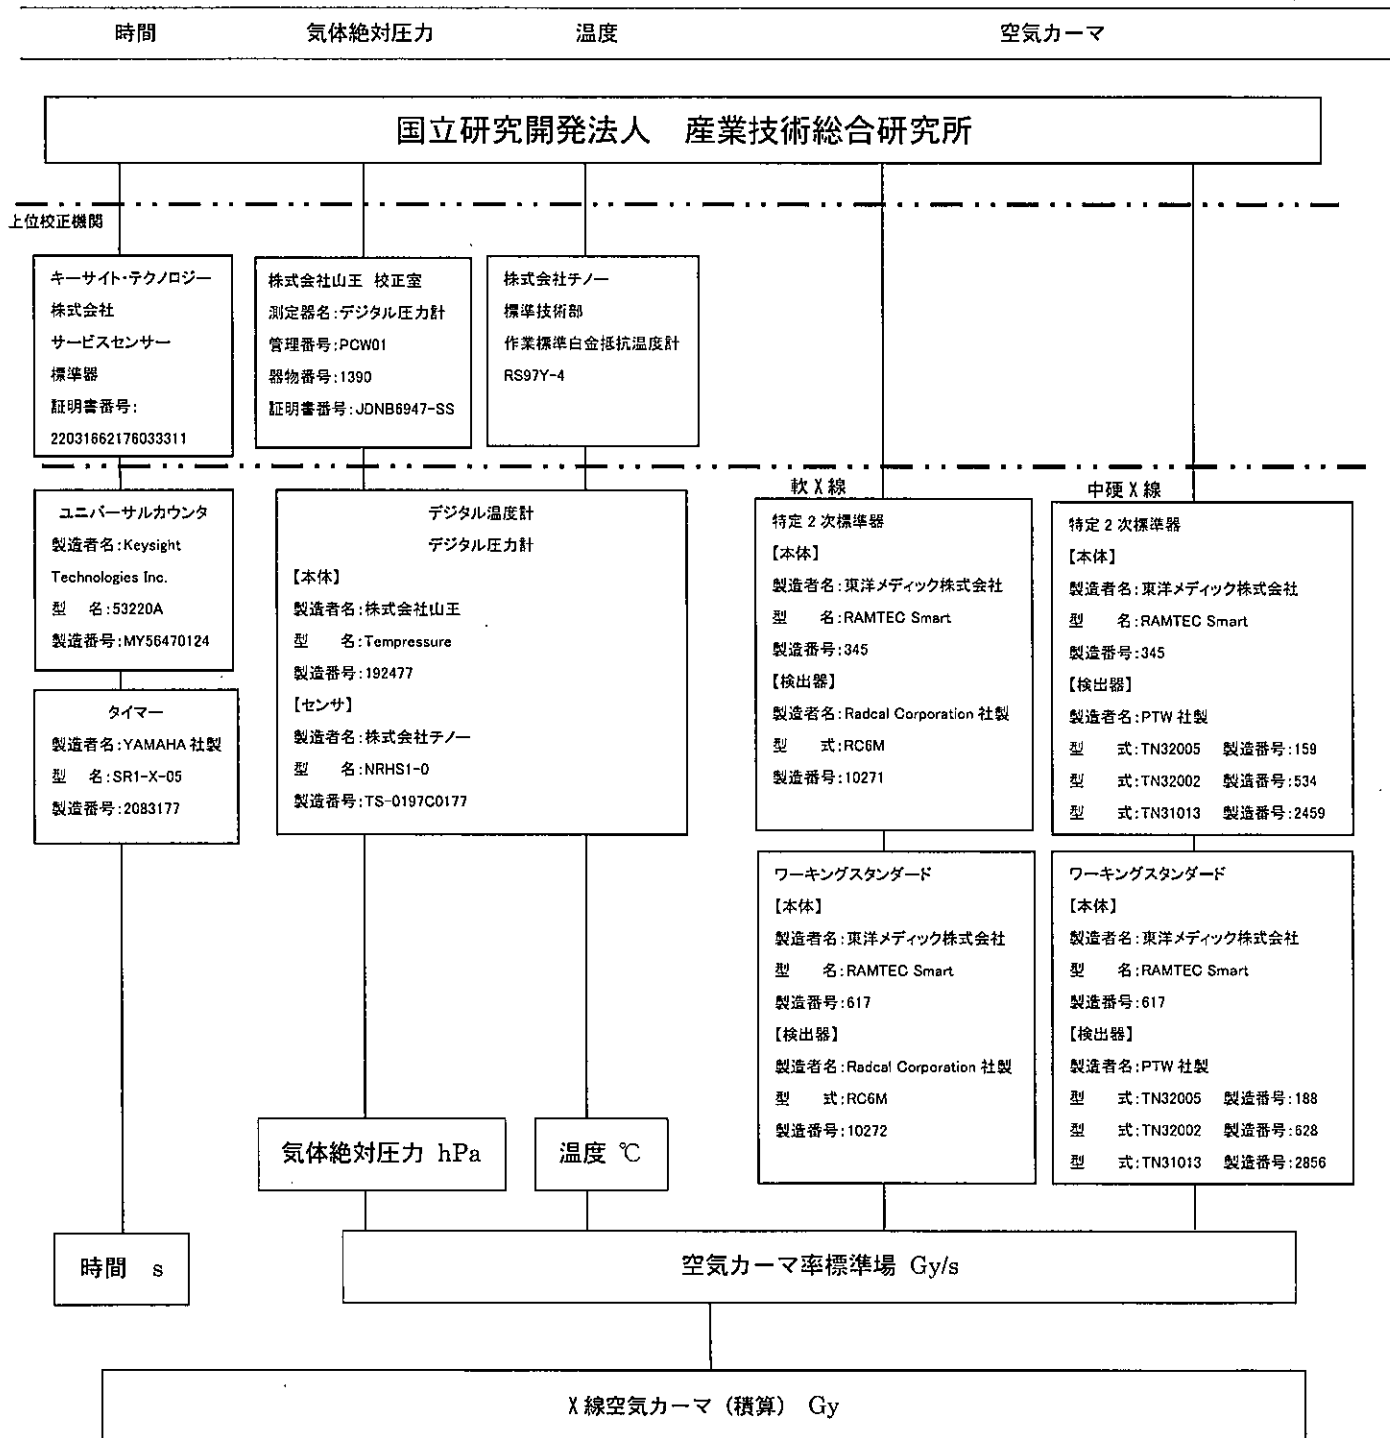 時間 気体絶対圧力 温度 空気カーマ
国立研究開発法人 産業技術総合研究所
上位校正機関
キーサイト・テクノロジー
株式会社
サービスセンサー
標準器
証明書番号:
22031662176033311
株式会社山王 校正室
測定器名:デジタル圧力計
管理番号:PCW01
器物番号:1390
証明書番号:JDNB6947-SS
株式会社テノー
標準技術部
作業標準白金抵抗温度計
RS97Y-4
ユニバーサルカウンタ
製造者名:Keysight
Technologies Inc.
型 名:53220A
製造番号:MY56470124
タイマー
製造者名:YAMAHA 社製
型 名:SR1-X-05
製造番号:2083177
デジタル温度計
デジタル圧力計
【本体】
製造者名:株式会社山王
型 名:Tempressure
製造番号:192477
【センサ】
製造者名:株式会社テノー
型 名:NRHS1-0
製造番号:TS-0197C0177
軟X線
特定2次標準器
【本体】
製造者名:東洋メディック株式会社
型 名:RAMTEC Smart
製造番号:345
【検出器】
製造者名:Radcal Corporation 社製
型 式:RC6M
製造番号:10271
中硬X線
特定2次標準器
【本体】
製造者名:東洋メディック株式会社
型 名:RAMTEC Smart
製造番号:345
【検出器】
製造者名:PTW 社製
型 式:TN32005 製造番号:159
型 式:TN32002 製造番号:534
型 式:TN31013 製造番号:2459
ワーキングスタンダード
【本体】
製造者名:東洋メディック株式会社
型 名:RAMTEC Smart
製造番号:617
【検出器】
製造者名:Radcal Corporation 社製
型 式:RC6M
製造番号:10272
ワーキングスタンダード
【本体】
製造者名:東洋メディック株式会社
型 名:RAMTEC Smart
製造番号:617
【検出器】
製造者名:PTW 社製
型 式:TN32005 製造番号:188
型 式:TN32002 製造番号:628
型 式:TN31013 製造番号:2856
気体絶対圧力 hPa
温度 ℃
時間 s
空気カーマ率標準場 Gy/s
X線空気カーマ(積算) Gy